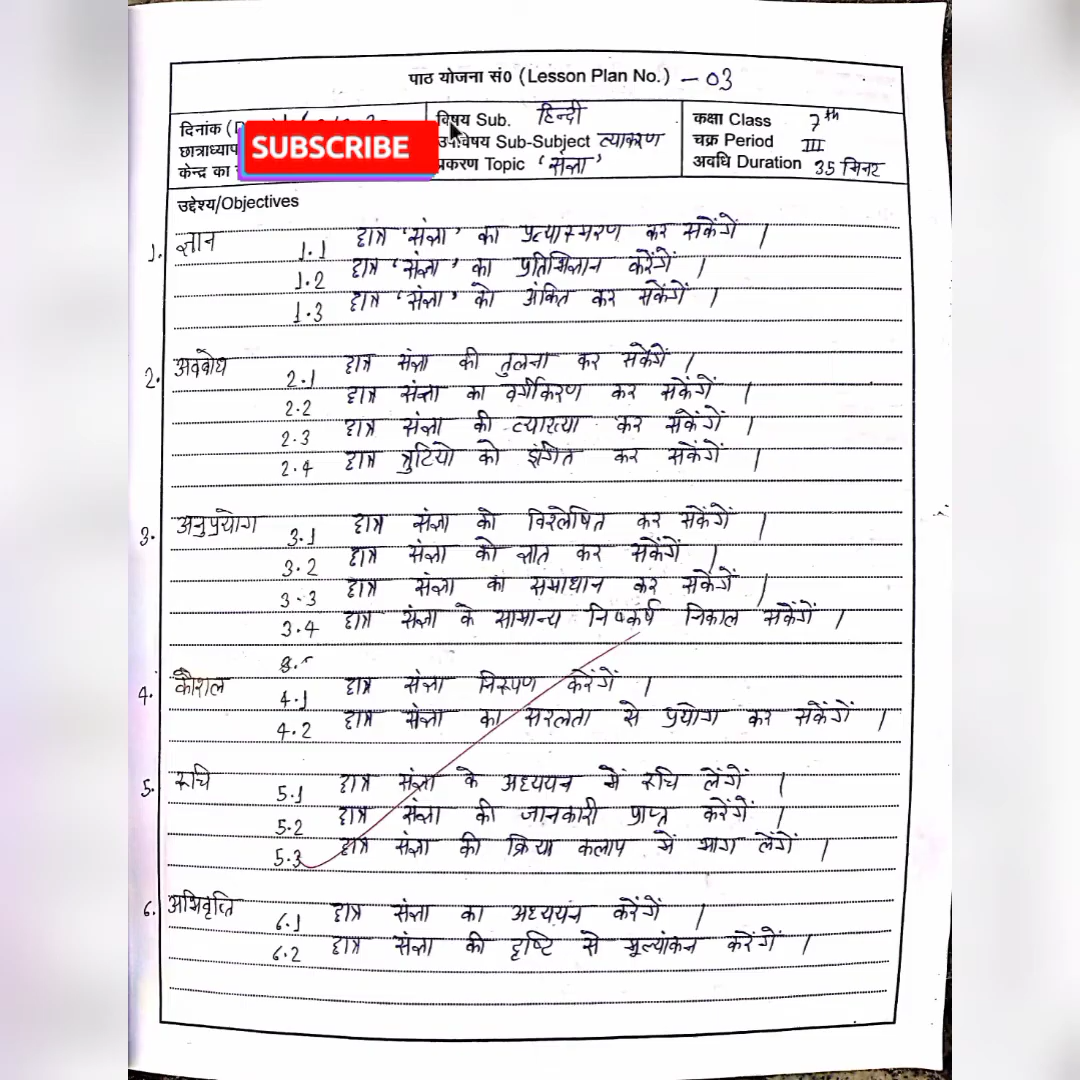 पाठ योजना सं० (Lesson Plan No.) - 03
दिनांक
विषय Sub. हिन्दी
कक्षा Class 7th
छात्राध्याप
उपविषय Sub-Subject व्याकरण
चक्र Period III
केन्द्र का
प्रकरण Topic 'संज्ञा'
अवधि Duration 35 मिनट
SUBSCRIBE
उद्देश्य/Objectives
1. ज्ञान 1.1 छात्र 'संज्ञा' का प्रत्यास्मरण कर सकेंगें |
1.2 छात्र 'संज्ञा' का प्रतिभिज्ञान करेंगें |
1.3 छात्र 'संज्ञा' को अंकित कर सकेंगें |
2. अवबोध 2.1 छात्र संज्ञा की तुलना कर सकेंगें |
2.2 छात्र संज्ञा का वर्गीकरण कर सकेंगें |
2.3 छात्र संज्ञा की व्याख्या कर सकेंगें |
2.4 छात्र त्रुटियो को इंगित कर सकेंगें |
3. अनुप्रयोग 3.1 छात्र संज्ञा को विश्लेषित कर सकेंगें |
3.2 छात्र संज्ञा को ज्ञात कर सकेंगें |
3.3 छात्र संज्ञा का समाधान कर सकेंगें |
3.4 छात्र संज्ञा के सामान्य निष्कर्ष निकाल सकेंगें |
4. कौशल 4.1 छात्र संज्ञा निरूपण करेंगें |
4.2 छात्र संज्ञा का सरलता से प्रयोग कर सकेंगें |
5. रूचि 5.1 छात्र संज्ञा के अध्ययन में रूचि लेंगें |
5.2 छात्र संज्ञा की जानकारी प्राप्त करेंगें |
5.3 छात्र संज्ञा की क्रिया कलाप में भाग लेंगें |
6. अभिवृत्ति 6.1 छात्र संज्ञा का अध्ययन करेंगें |
6.2 छात्र संज्ञा की दृष्टि से मूल्यांकन करेंगें |